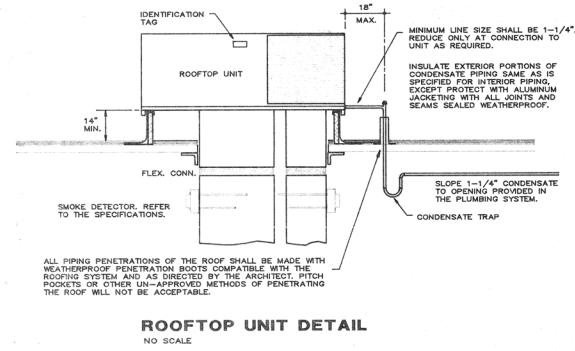 IDENTIFICATION
TAG
18"
MAX.
MINIMUM LINE SIZE SHALL BE 1-1/4".
REDUCE ONLY AT CONNECTION TO
UNIT AS REQUIRED.
ROOFTOP UNIT
INSULATE EXTERIOR PORTIONS OF
CONDENSATE PIPING SAME AS IS
SPECIFIED FOR INTERIOR PIPING,
EXCEPT PROTECT WITH ALUMINUM
JACKETING WITH ALL JOINTS AND
SEAMS SEALED WEATHERPROOF.
14"
MIN.
FLEX. CONN.
SLOPE 1-1/4" CONDENSATE
TO OPENING PROVIDED IN
THE PLUMBING SYSTEM.
SMOKE DETECTOR. REFER
TO THE SPECIFICATIONS.
CONDENSATE TRAP
ALL PIPING PENETRATIONS OF THE ROOF SHALL BE MADE WITH
WEATHERPROOF PENETRATION BOOTS COMPATIBLE WITH THE
ROOFING SYSTEM AND AS DIRECTED BY THE ARCHITECT. PITCH
POCKETS OR OTHER UN-APPROVED METHODS OF PENETRATING
THE ROOF WILL NOT BE ACCEPTABLE.
ROOFTOP UNIT DETAIL
NO SCALE